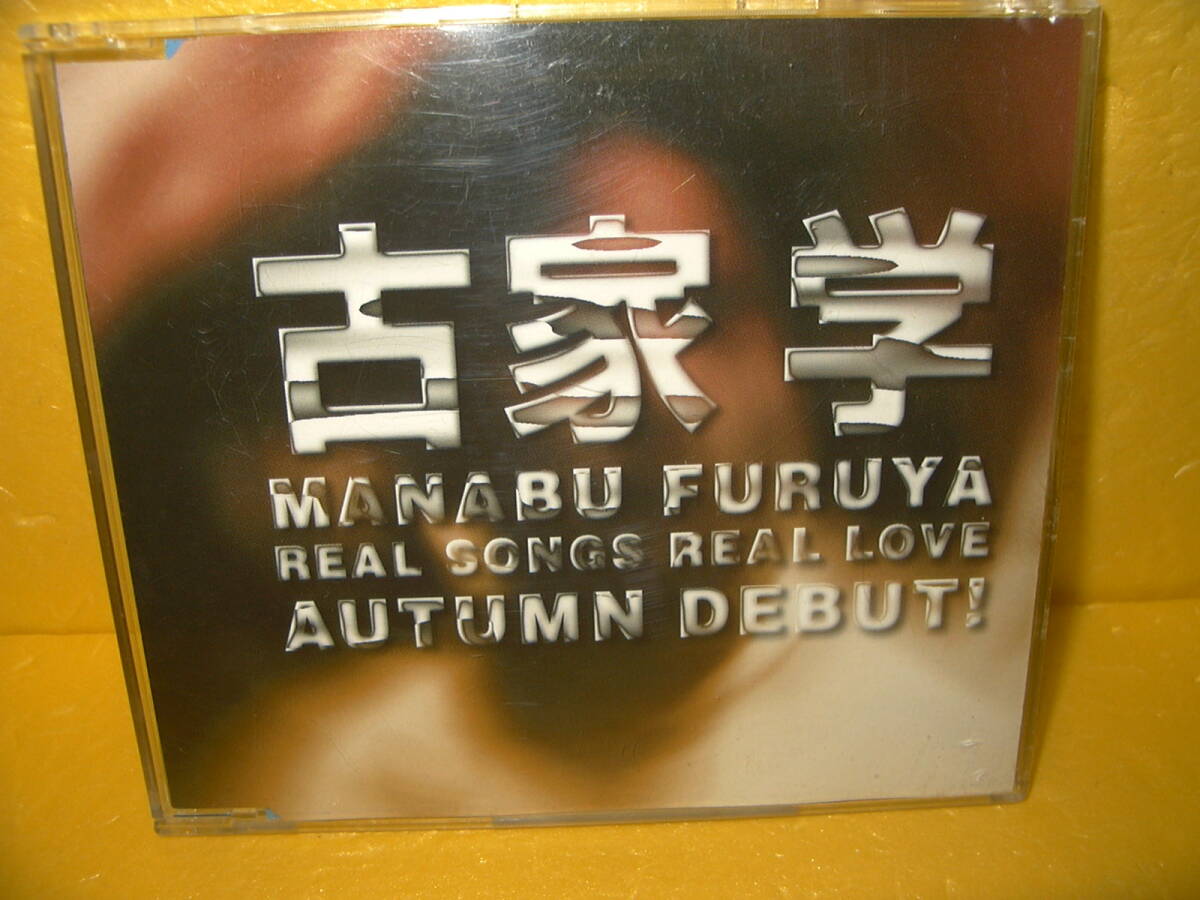 古家学
MANABU FURUYA
REAL SONGS REAL LOVE
AUTUMN DEBUT!